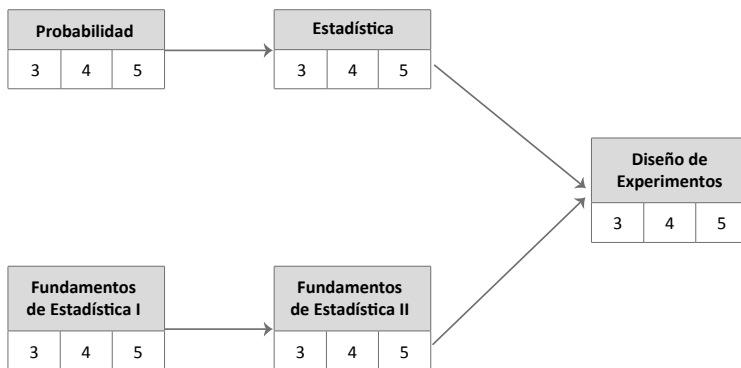 Probabilidad
3 4 5
Estadística
3 4 5
Diseño de
Experimentos
3 4 5
Fundamentos
de Estadística I
3 4 5
Fundamentos
de Estadística II
3 4 5